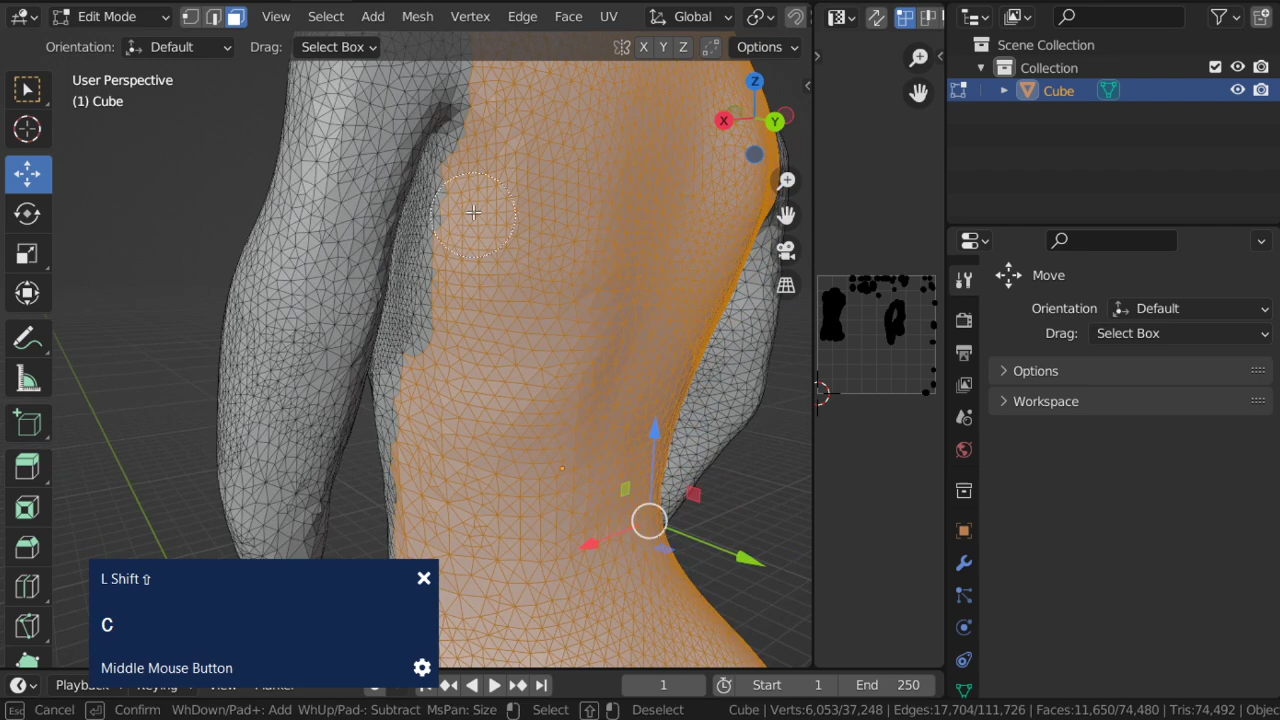 Edit Mode
View
Select
Add
Mesh
Vertex
Edge
Face
UV
Global
Orientation:
Default
Drag:
Select Box
X
Y
Z
Options
User Perspective
(1) Cube
Z
X
Y
Scene Collection
Collection
Cube
Move
Orientation
Default
Drag:
Select Box
Options
Workspace
L Shift ⇧
C
Middle Mouse Button
Playback
1
Start 1
End 250
Esc Cancel Confirm WhDown/Pad+: Add WhUp/Pad-: Subtract MsPan: Size Select Deselect
Cube | Verts:6,053/37,248 | Edges:17,704/111,726 | Faces:11,650/74,480 | Tris:74,492 | Objec